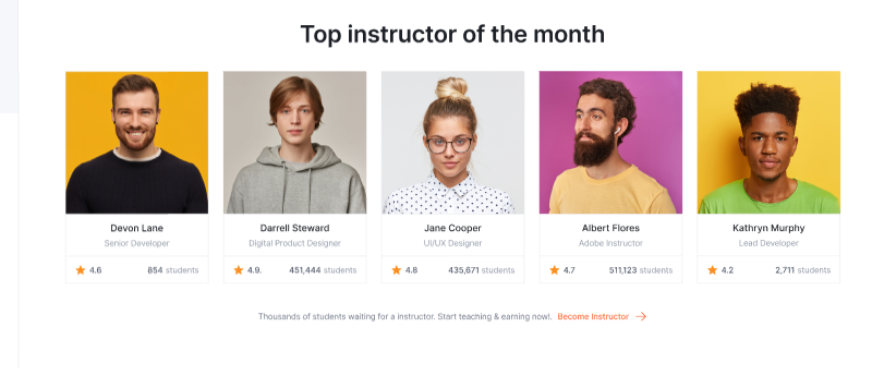 Top instructor of the month
Devon Lane
Senior Developer
4.6 854 students
Darrell Steward
Digital Product Designer
4.9. 451,444 students
Jane Cooper
UI/UX Designer
4.8 435,671 students
Albert Flores
Adobe Instructor
4.7 511,123 students
Kathryn Murphy
Lead Developer
4.2 2,711 students
Thousands of students waiting for a instructor. Start teaching & earning now!. Become Instructor